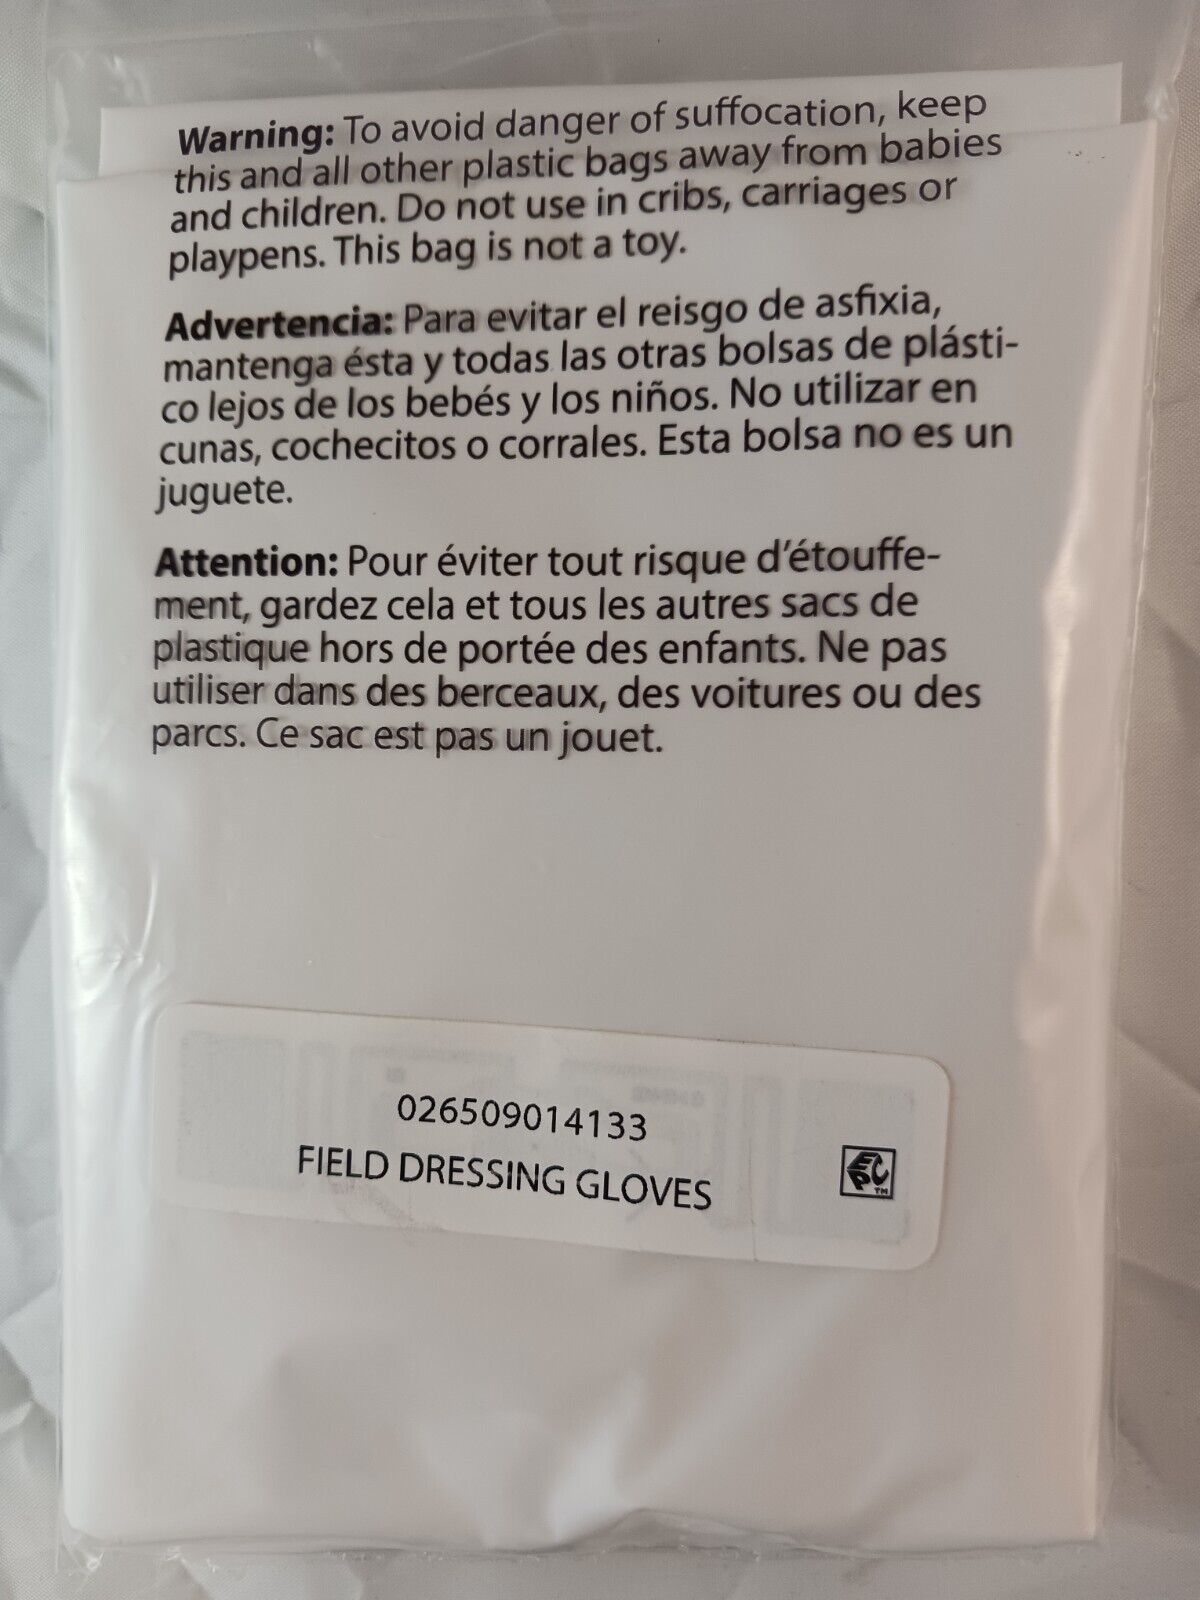 Warning: To avoid danger of suffocation, keep
this and all other plastic bags away from babies
and children. Do not use in cribs, carriages or
playpens. This bag is not a toy.
Advertencia: Para evitar el reisgo de asfixia,
mantenga ésta y todas las otras bolsas de plásti-
co lejos de los bebés y los niños. No utilizar en
cunas, cochecitos o corrales. Esta bolsa no es un
juguete.
Attention: Pour éviter tout risque d'étouffe-
ment, gardez cela et tous les autres sacs de
plastique hors de portée des enfants. Ne pas
utiliser dans des berceaux, des voitures ou des
parcs. Ce sac est pas un jouet.
026509014133
FIELD DRESSING GLOVES
EPC™